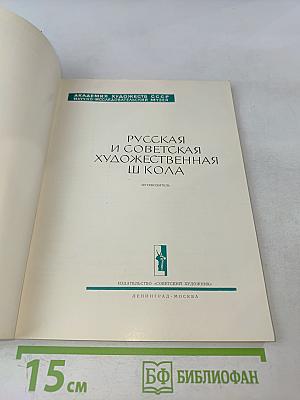 АКАДЕМИЯ ХУДОЖЕСТВ СССР
НАУЧНО-ИССЛЕДОВАТЕЛЬСКИЙ МУЗЕЙ
РУССКАЯ
И СОВЕТСКАЯ
ХУДОЖЕСТВЕННАЯ
ШКОЛА
ПУТЕВОДИТЕЛЬ
ИЗДАТЕЛЬСТВО «СОВЕТСКИЙ ХУДОЖНИК»
ЛЕНИНГРАД-МОСКВА
15 см
БФ БИБЛИОФАН